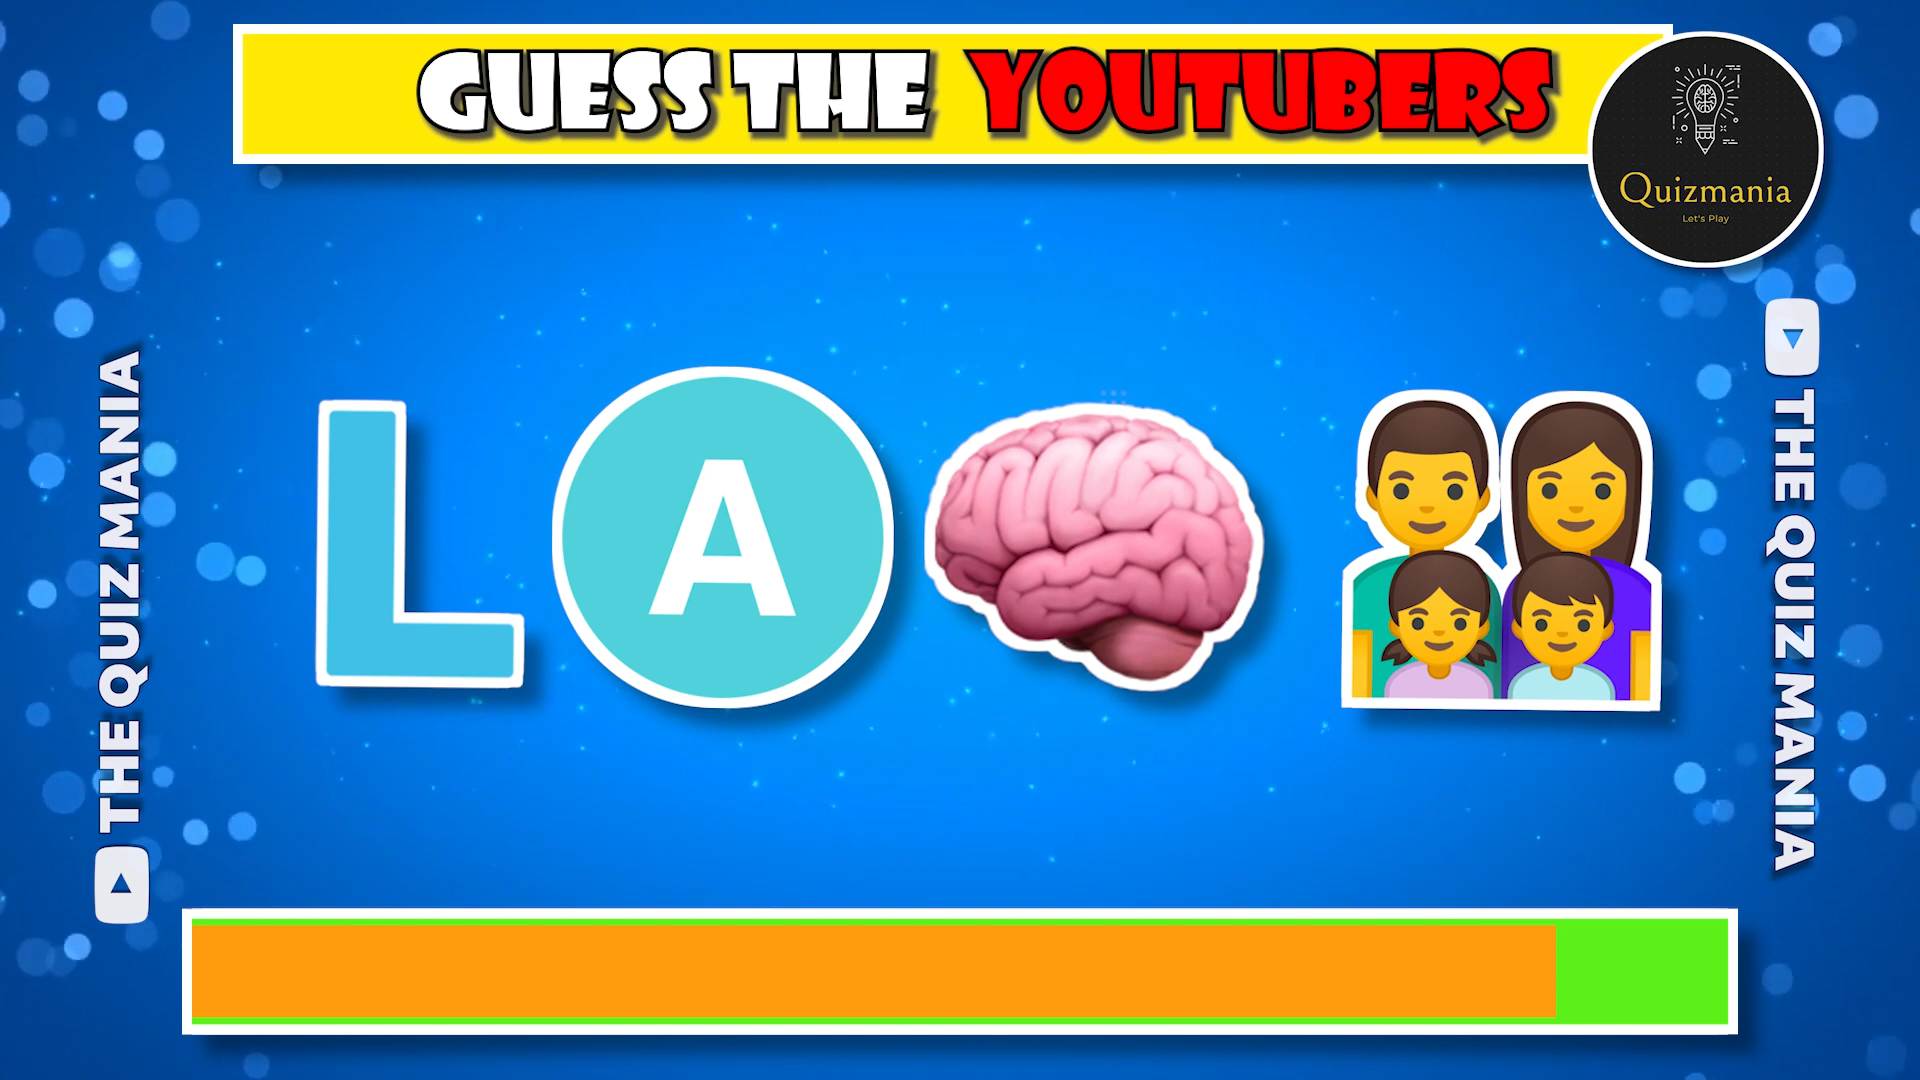 GUESS THE YOUTUBERS
Quizmania
Let's Play
THE QUIZ MANIA
L A
THE QUIZ MANIA